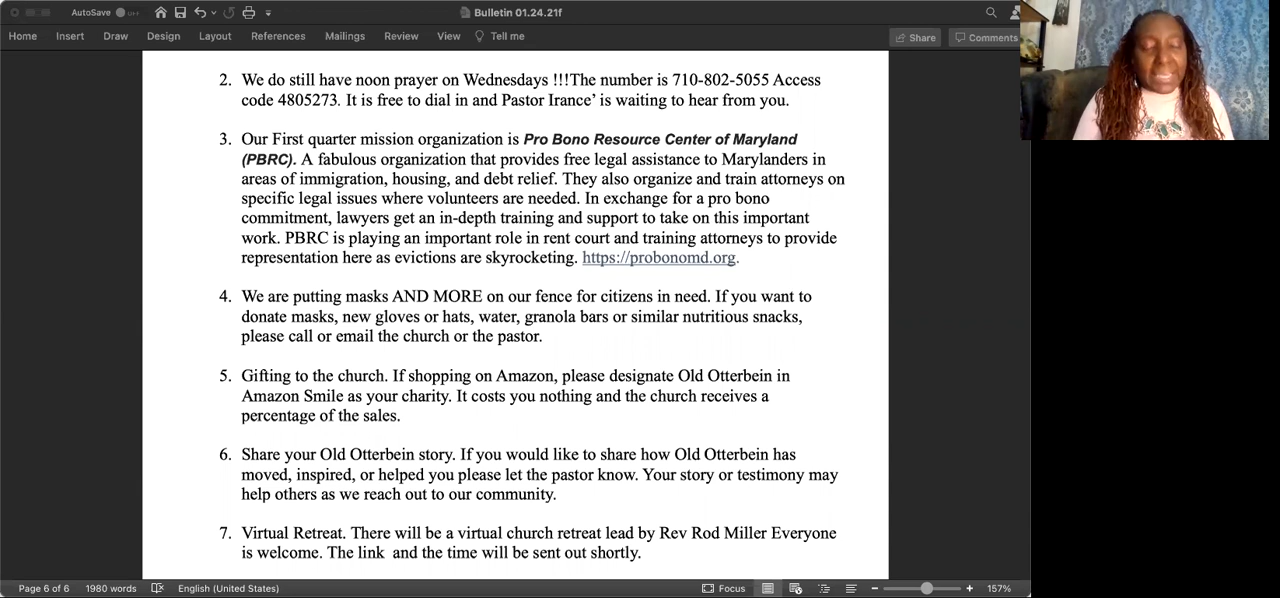 AutoSave OFF
Bulletin 01.24.21f
Home Insert Draw Design Layout References Mailings Review View Tell me Share Comments
2. We do still have noon prayer on Wednesdays !!!The number is 710-802-5055 Access
code 4805273. It is free to dial in and Pastor Irance’ is waiting to hear from you.
3. Our First quarter mission organization is Pro Bono Resource Center of Maryland
(PBRC). A fabulous organization that provides free legal assistance to Marylanders in
areas of immigration, housing, and debt relief. They also organize and train attorneys on
specific legal issues where volunteers are needed. In exchange for a pro bono
commitment, lawyers get an in-depth training and support to take on this important
work. PBRC is playing an important role in rent court and training attorneys to provide
representation here as evictions are skyrocketing. https://probonomd.org.
4. We are putting masks AND MORE on our fence for citizens in need. If you want to
donate masks, new gloves or hats, water, granola bars or similar nutritious snacks,
please call or email the church or the pastor.
5. Gifting to the church. If shopping on Amazon, please designate Old Otterbein in
Amazon Smile as your charity. It costs you nothing and the church receives a
percentage of the sales.
6. Share your Old Otterbein story. If you would like to share how Old Otterbein has
moved, inspired, or helped you please let the pastor know. Your story or testimony may
help others as we reach out to our community.
7. Virtual Retreat. There will be a virtual church retreat lead by Rev Rod Miller Everyone
is welcome. The link and the time will be sent out shortly.
Page 6 of 6 1980 words English (United States) Focus 157%